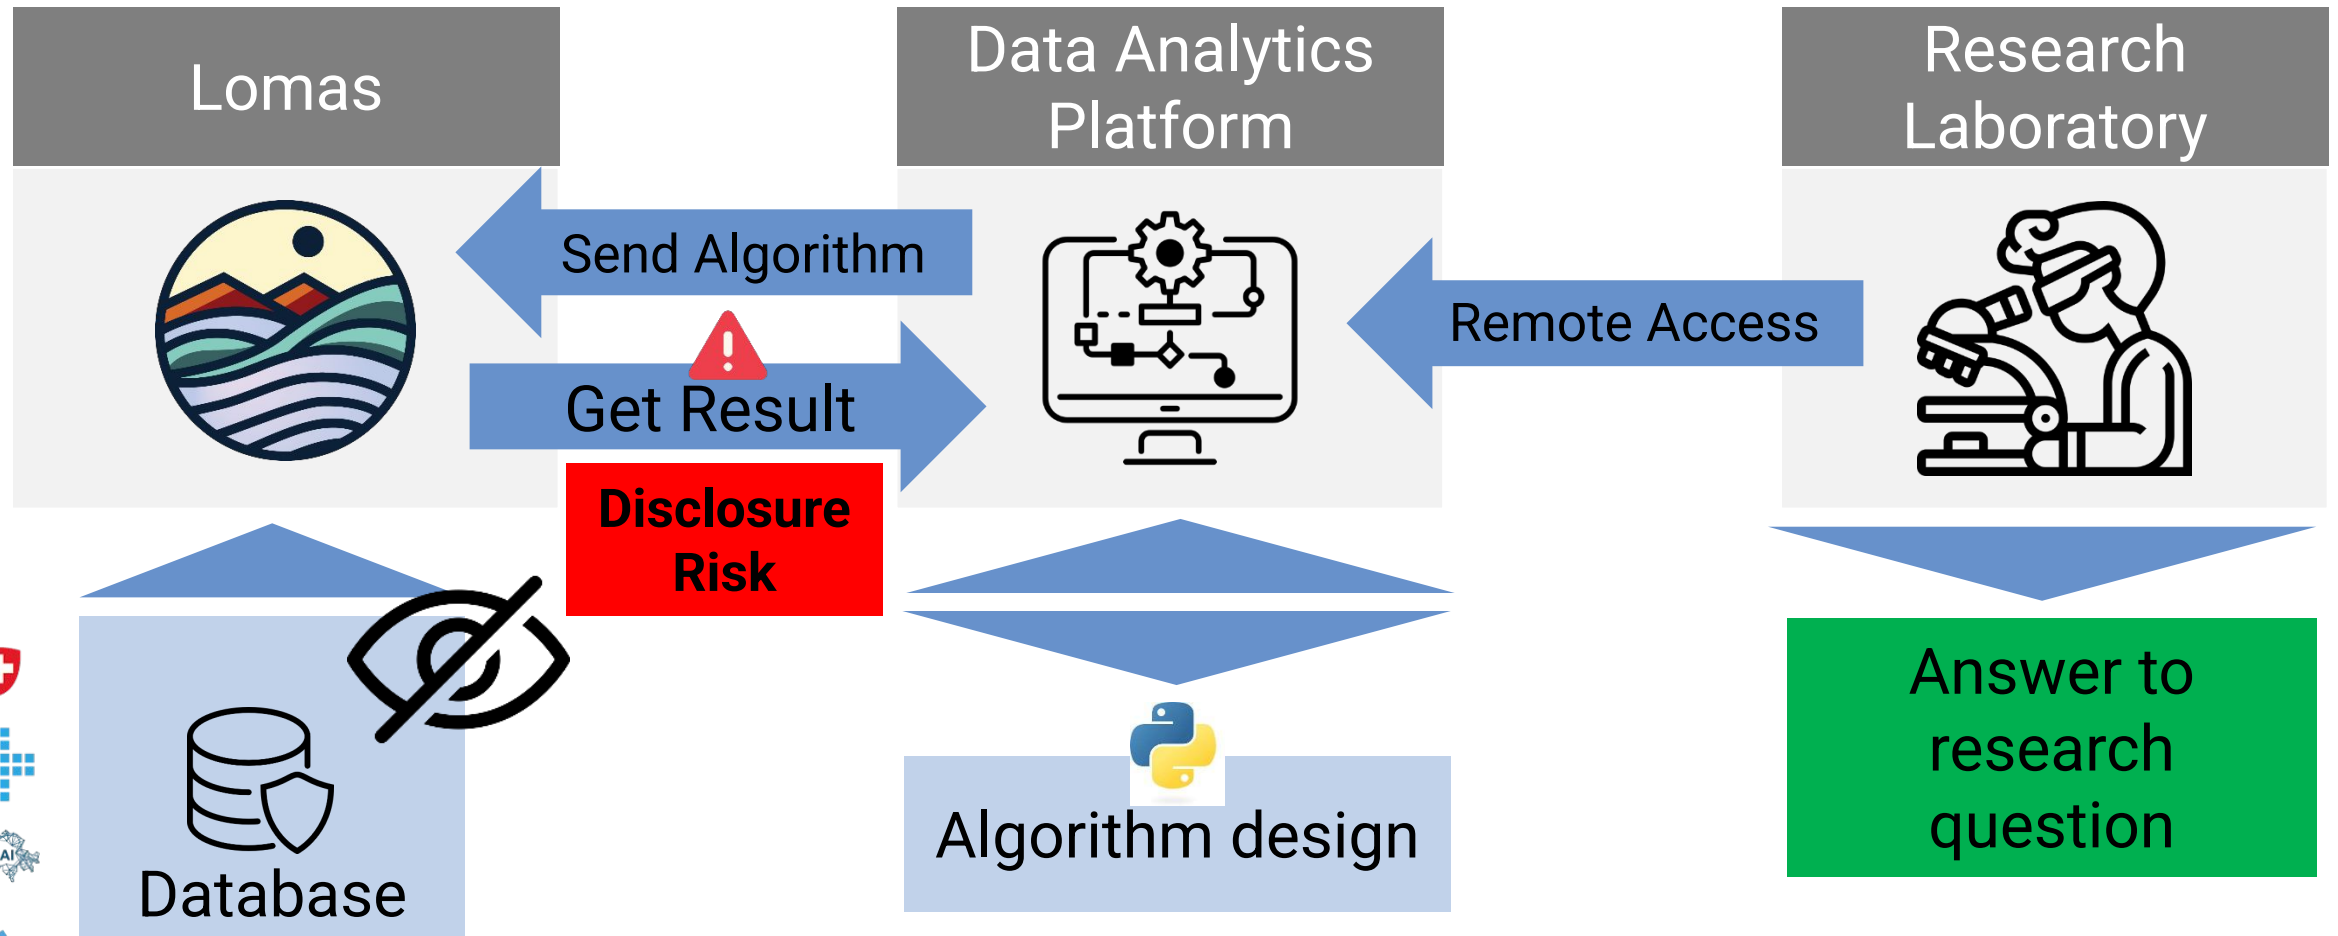 Lomas
Data Analytics
Platform
Research
Laboratory
Send Algorithm
Remote Access
Get Result
Disclosure
Risk
Database
Algorithm design
Answer to
research
question
AI